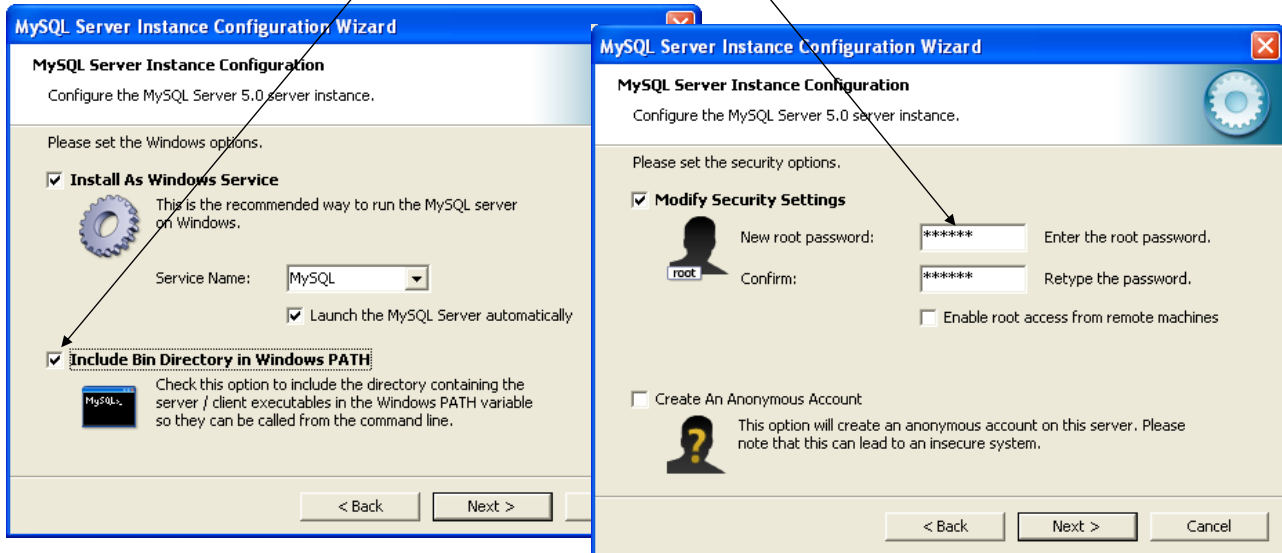 MySQL Server Instance Configuration Wizard
MySQL Server Instance Configuration
Configure the MySQL Server 5.0 server instance.
Please set the Windows options.
Install As Windows Service
This is the recommended way to run the MySQL server
on Windows.
Service Name:
MySQL
Launch the MySQL Server automatically
Include Bin Directory in Windows PATH
MySQL>_
Check this option to include the directory containing the
server / client executables in the Windows PATH variable
so they can be called from the command line.
< Back
Next >
MySQL Server Instance Configuration Wizard
MySQL Server Instance Configuration
Configure the MySQL Server 5.0 server instance.
Please set the security options.
Modify Security Settings
root
New root password:
******
Enter the root password.
Confirm:
******
Retype the password.
Enable root access from remote machines
Create An Anonymous Account
This option will create an anonymous account on this server. Please
note that this can lead to an insecure system.
< Back
Next >
Cancel